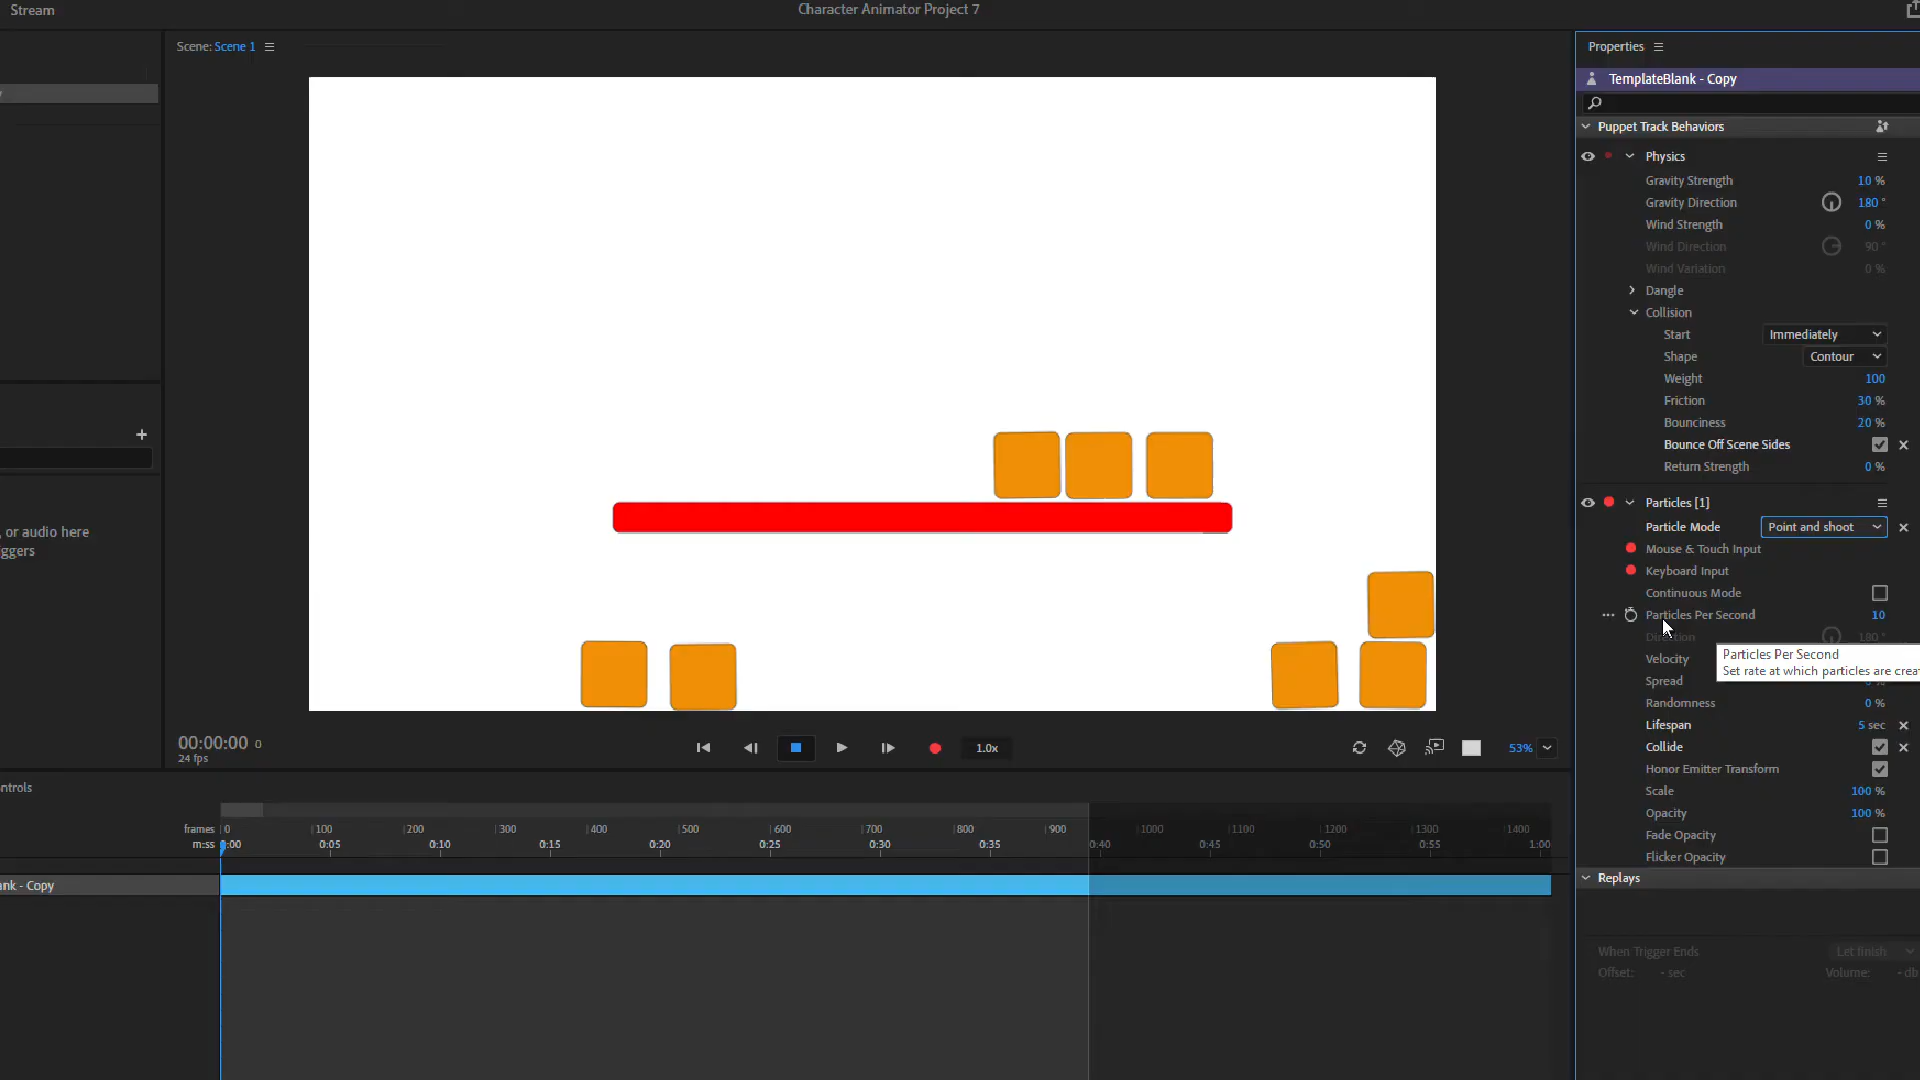 Stream
Character Animator Project 7
Scene: Scene 1
Properties
TemplateBlank - Copy
Puppet Track Behaviors
Physics
Gravity Strength 10 %
Gravity Direction 180 °
Wind Strength 0 %
Wind Direction 90 °
Wind Variation 0 %
Dangle
Collision
Start Immediately
Shape Contour
Weight 100
Friction 30 %
Bounciness 20 %
Bounce Off Scene Sides
Return Strength 0 %
Particles [1]
Particle Mode Point and shoot
Mouse & Touch Input
Keyboard Input
Continuous Mode
Particles Per Second 10
Direction 180 °
Velocity
Particles Per Second
Set rate at which particles are crea
Spread
Randomness 0 %
Lifespan 5 sec
Collide
Honor Emitter Transform
Scale 100 %
Opacity 100 %
Fade Opacity
Flicker Opacity
Replays
When Trigger Ends Let finish
Offset: - sec Volume: - db
, or audio here
ggers
00:00:00 0
24 fps
1.0x
53%
ntrols
frames 0 100 200 300 400 500 600 700 800 900 1000 1100 1200 1300 1400
m:ss 0:00 0:05 0:10 0:15 0:20 0:25 0:30 0:35 0:40 0:45 0:50 0:55 1:00
ank - Copy